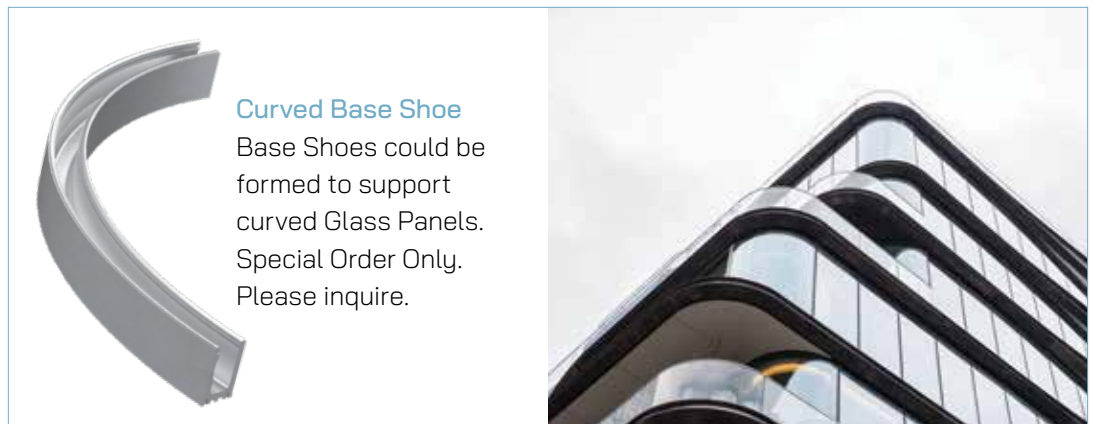 Curved Base Shoe
Base Shoes could be
formed to support
curved Glass Panels.
Special Order Only.
Please inquire.